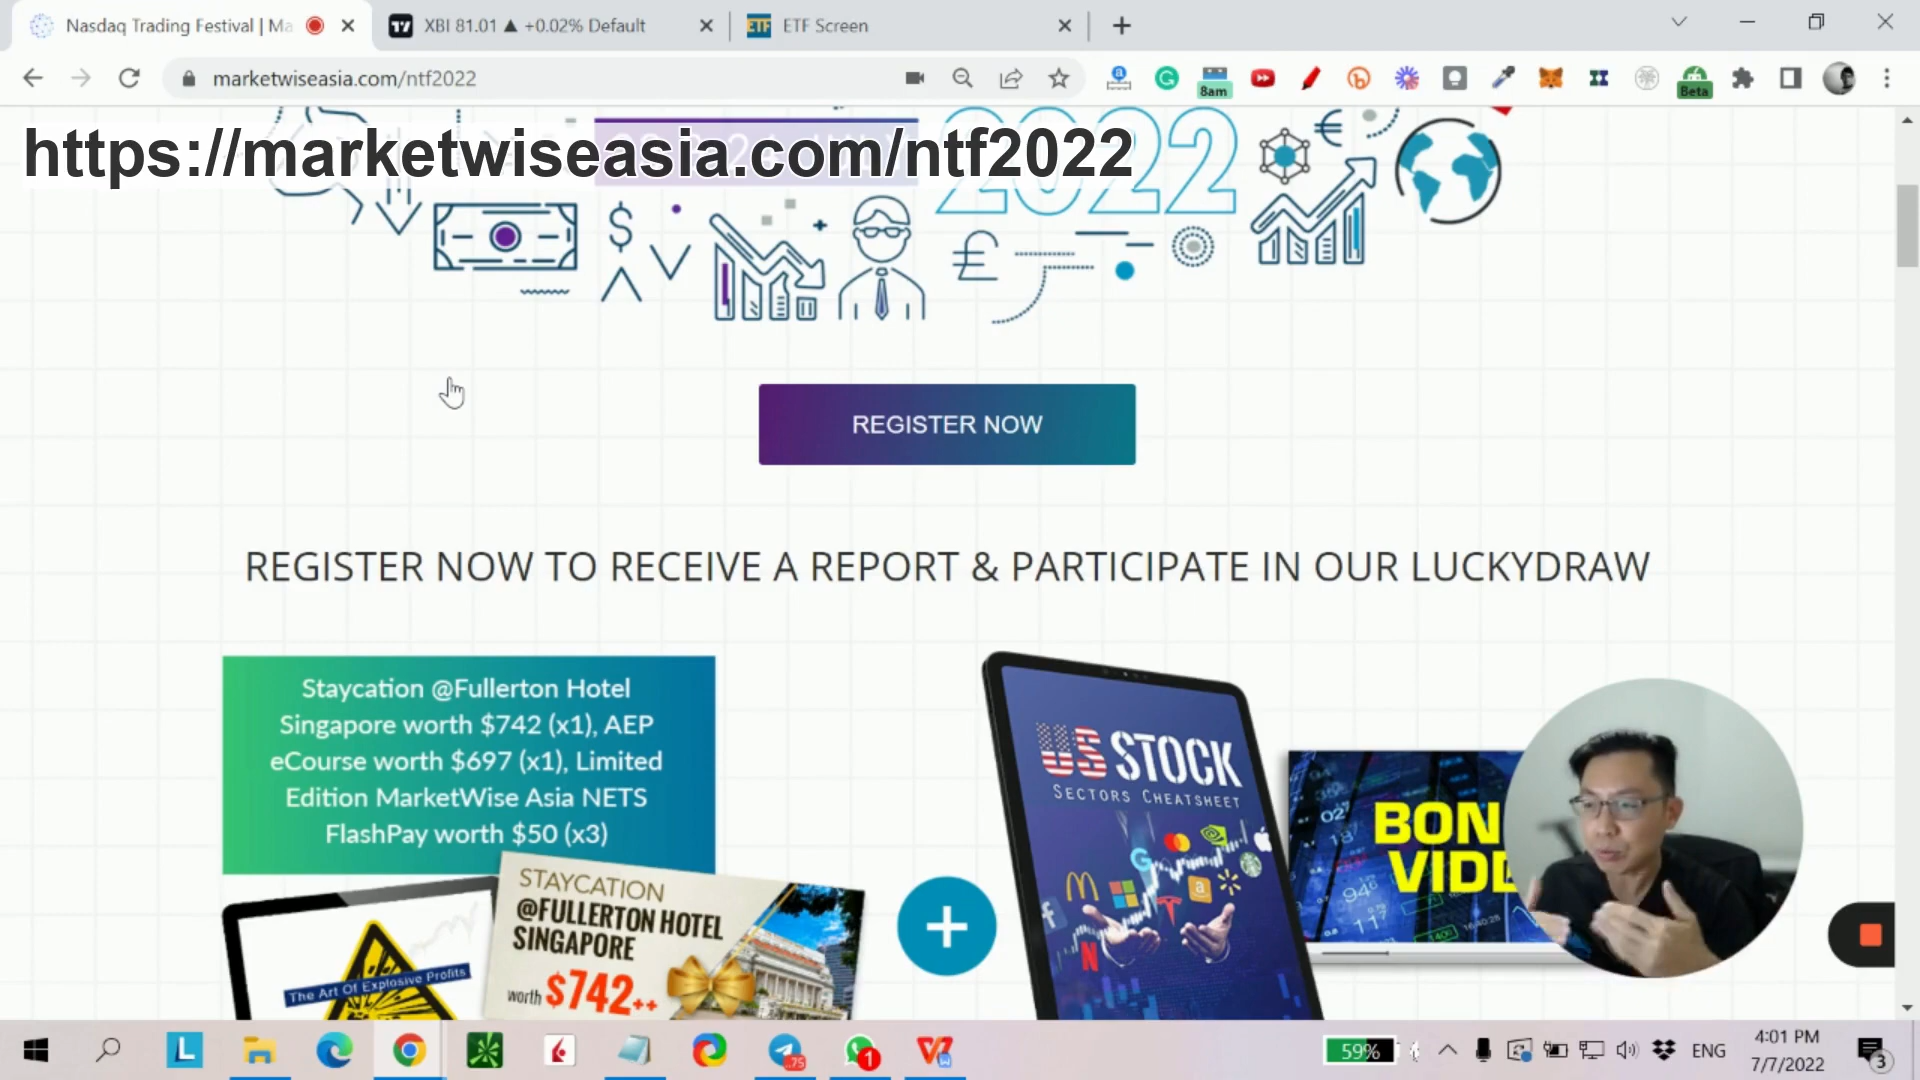 Nasdaq Trading Festival | Ma
XBI 81.01 ▲ +0.02% Default
ETF
ETF Screen
marketwiseasia.com/ntf2022
8am
Beta
https://marketwiseasia.com/ntf2022
2022
REGISTER NOW
REGISTER NOW TO RECEIVE A REPORT & PARTICIPATE IN OUR LUCKYDRAW
Staycation @Fullerton Hotel
Singapore worth $742 (x1), AEP
eCourse worth $697 (x1), Limited
Edition MarketWise Asia NETS
FlashPay worth $50 (x3)
The Art Of Explosive Profits
STAYCATION
@FULLERTON HOTEL
SINGAPORE
worth $742++
US STOCK
SECTORS CHEATSHEET
BON
VID
59%
ENG
4:01 PM
7/7/2022
3